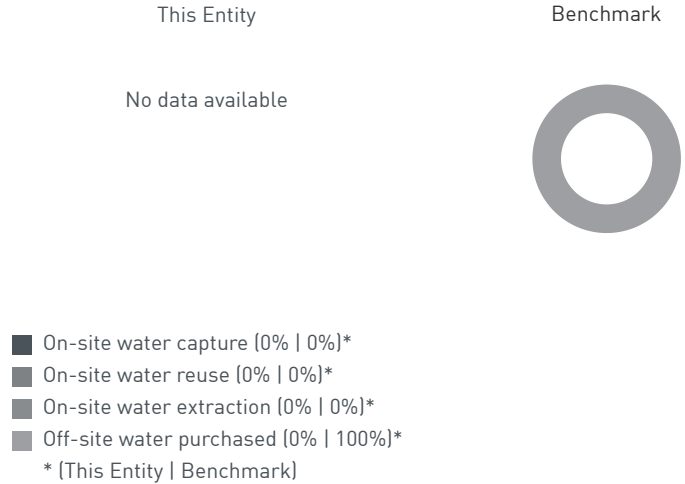 This Entity
Benchmark
No data available
On-site water capture (0% | 0%)*
On-site water reuse (0% | 0%)*
On-site water extraction (0% | 0%)*
Off-site water purchased (0% | 100%)*
* (This Entity | Benchmark)